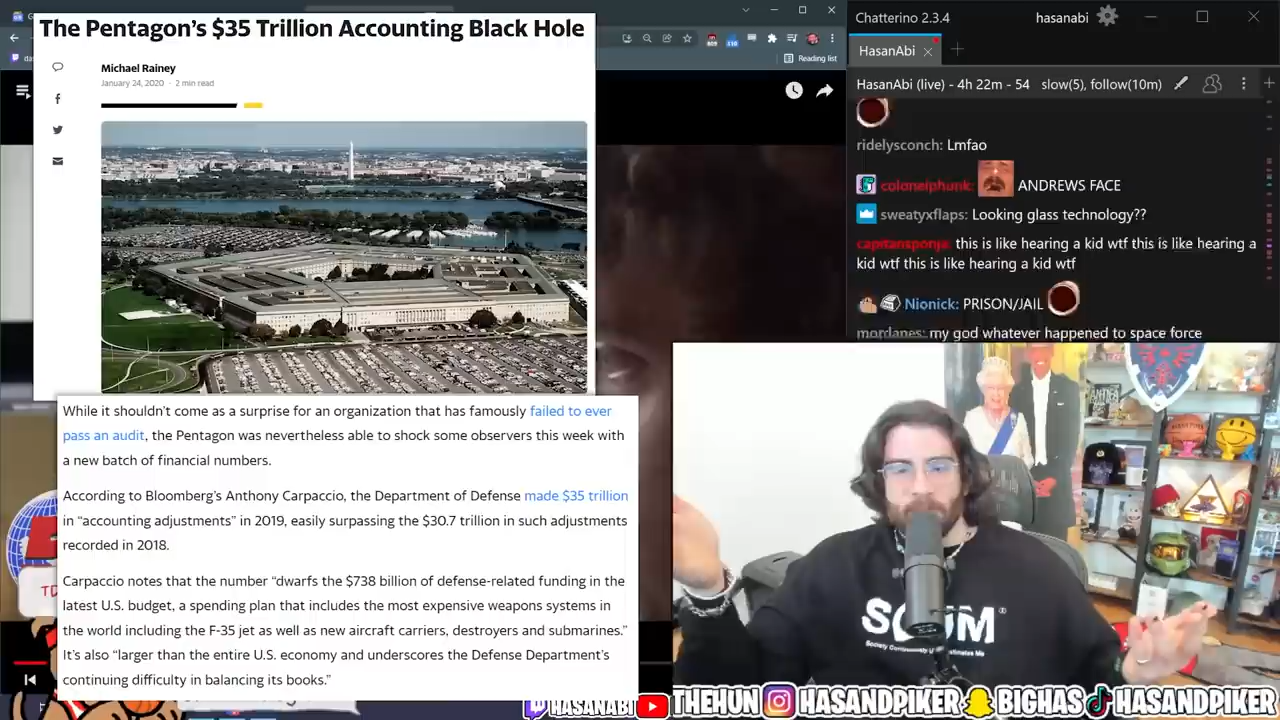 The Pentagon's $35 Trillion Accounting Black Hole
Michael Rainey
January 24, 2020 · 2 min read
While it shouldn't come as a surprise for an organization that has famously failed to ever
pass an audit, the Pentagon was nevertheless able to shock some observers this week with
a new batch of financial numbers.
According to Bloomberg's Anthony Carpaccio, the Department of Defense made $35 trillion
in “accounting adjustments” in 2019, easily surpassing the $30.7 trillion in such adjustments
recorded in 2018.
Carpaccio notes that the number “dwarfs the $738 billion of defense-related funding in the
latest U.S. budget, a spending plan that includes the most expensive weapons systems in
the world including the F-35 jet as well as new aircraft carriers, destroyers and submarines.”
It's also “larger than the entire U.S. economy and underscores the Defense Department's
continuing difficulty in balancing its books.”
Reading list
Chatterino 2.3.4
hasanabi
HasanAbi
HasanAbi (live) - 4h 22m - 54 slow(5), follow(10m)
ridelysconch: Lmfao
colonelphunk: ANDREWS FACE
sweatyxflaps: Looking glass technology??
capitansponja: this is like hearing a kid wtf this is like hearing a
kid wtf this is like hearing a kid wtf
Nionick: PRISON/JAIL
mordanes: my god whatever happened to space force
SCUM
HASANABI THEHUN HASANDPIKER BIGHAS HASANDPIKER